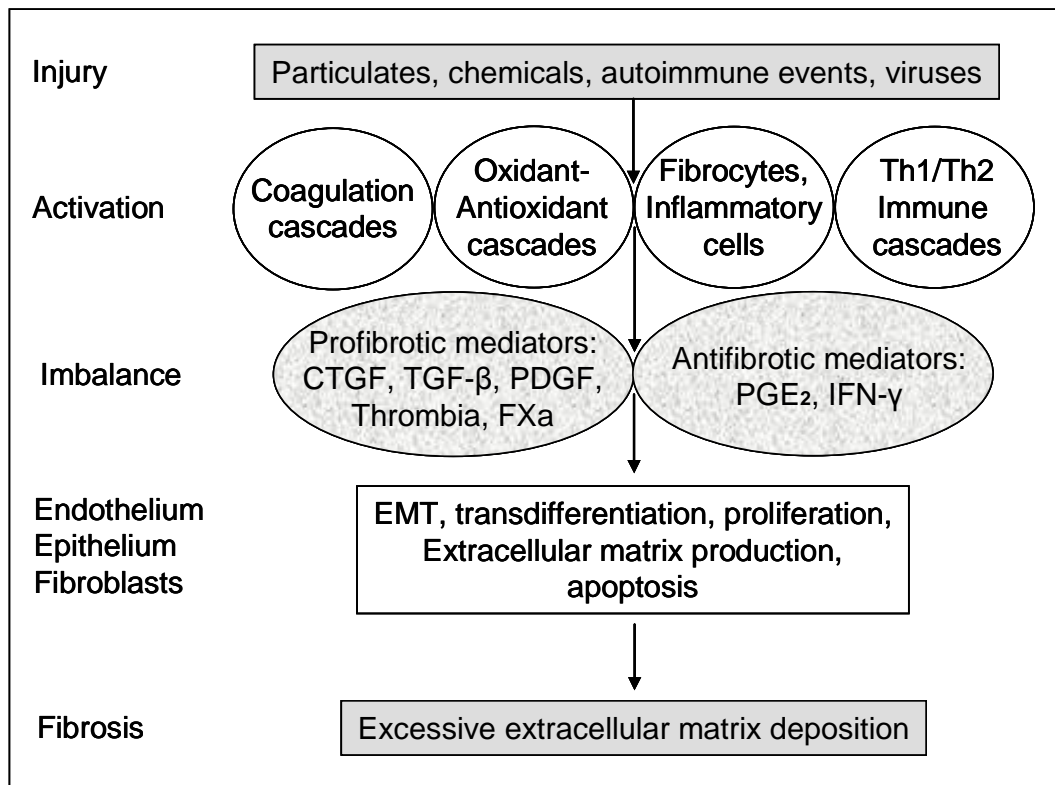 Injury
Particulates, chemicals, autoimmune events, viruses
Activation
Coagulation
cascades
Oxidant-
Antioxidant
cascades
Fibrocytes,
Inflammatory
cells
Th1/Th2
Immune
cascades
Imbalance
Profibrotic mediators:
CTGF, TGF-β, PDGF,
Thrombia, FXa
Antifibrotic mediators:
PGE2, IFN-γ
Endothelium
Epithelium
Fibroblasts
EMT, transdifferentiation, proliferation,
Extracellular matrix production,
apoptosis
Fibrosis
Excessive extracellular matrix deposition